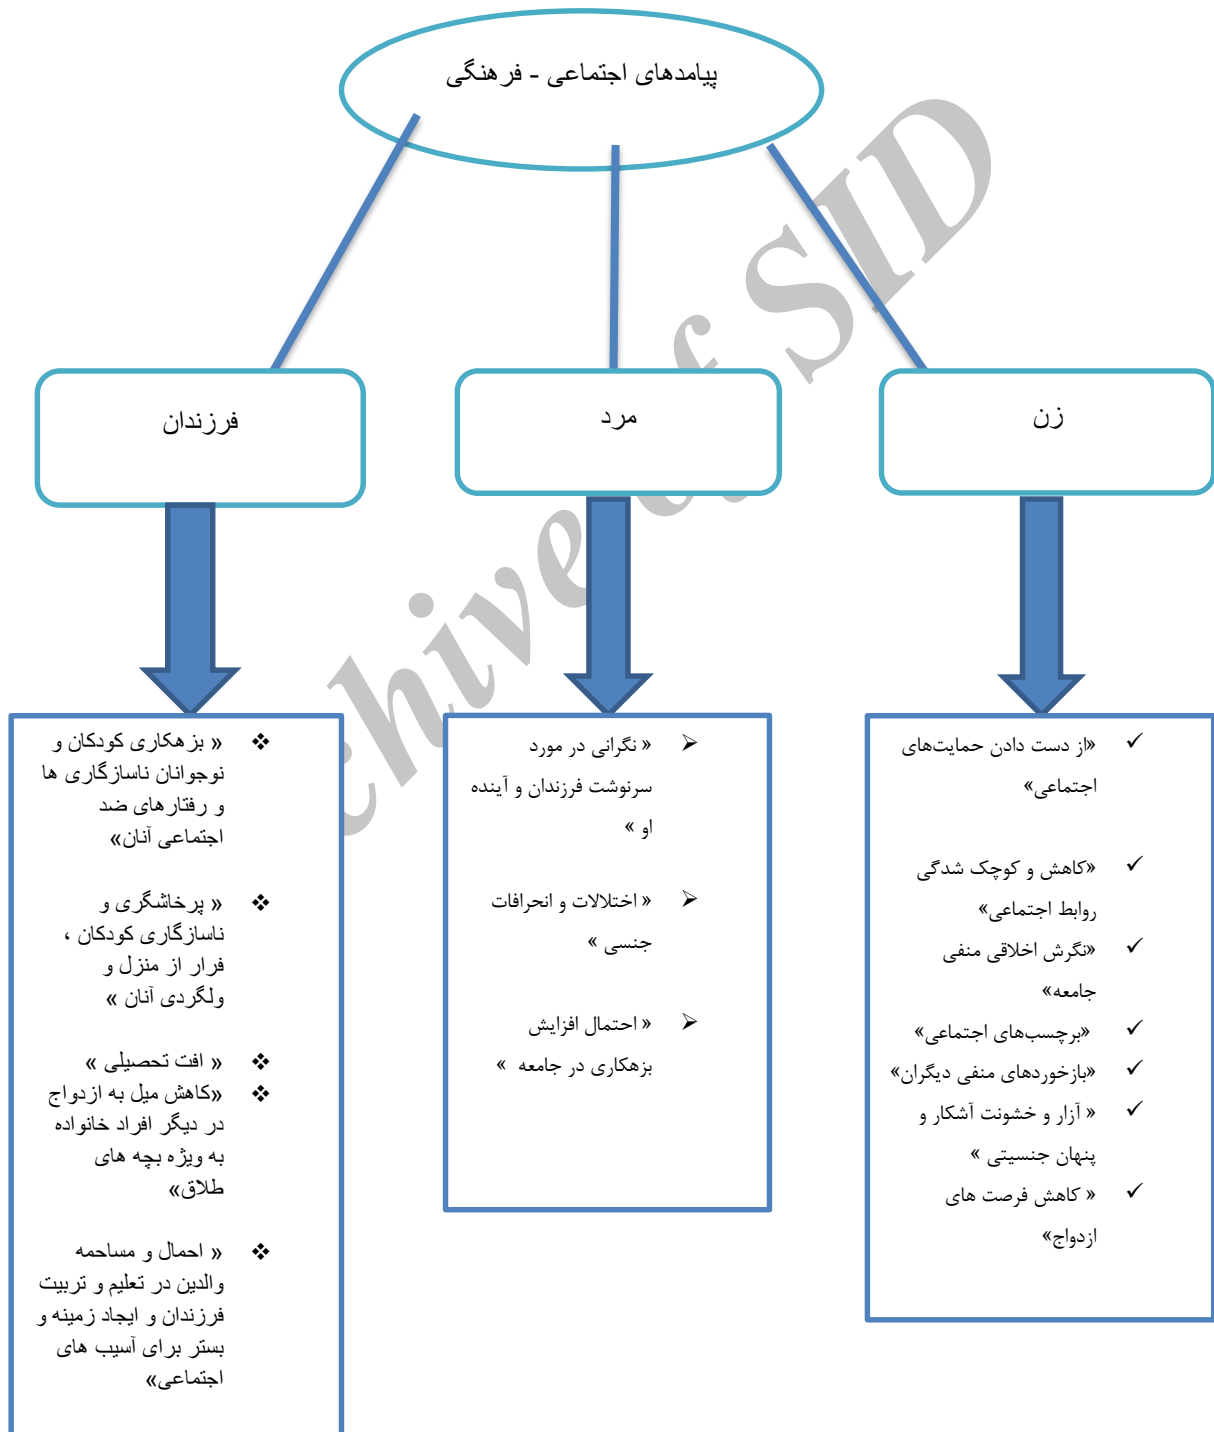 پیامدهای اجتماعی - فرهنگی
زن
مرد
فرزندان
✓ «از دست دادن حمایت‌های
اجتماعی»
✓ «کاهش و کوچک شدگی
روابط اجتماعی»
✓ «نگرش اخلاقی منفی
جامعه»
✓ «برچسب‌های اجتماعی»
✓ «بازخوردهای منفی دیگران»
✓ « آزار و خشونت آشکار و
پنهان جنسیتی »
✓ « کاهش فرصت های
ازدواج»
➢ « نگرانی در مورد
سرنوشت فرزندان و آینده
او »
➢ « اختلالات و انحرافات
جنسی »
➢ « احتمال افزایش
بزهکاری در جامعه »
❖ « بزهکاری کودکان و
نوجوانان ناسازگاری ها
و رفتارهای ضد
اجتماعی آنان»
❖ « پرخاشگری و
ناسازگاری کودکان ،
فرار از منزل و
ولگردی آنان »
❖ « افت تحصیلی »
❖ «کاهش میل به ازدواج
در دیگر افراد خانواده
به ویژه بچه های
طلاق»
❖ « احمال و مساحمه
والدین در تعلیم و تربیت
فرزندان و ایجاد زمینه و
بستر برای آسیب های
اجتماعی»
Archive of SID